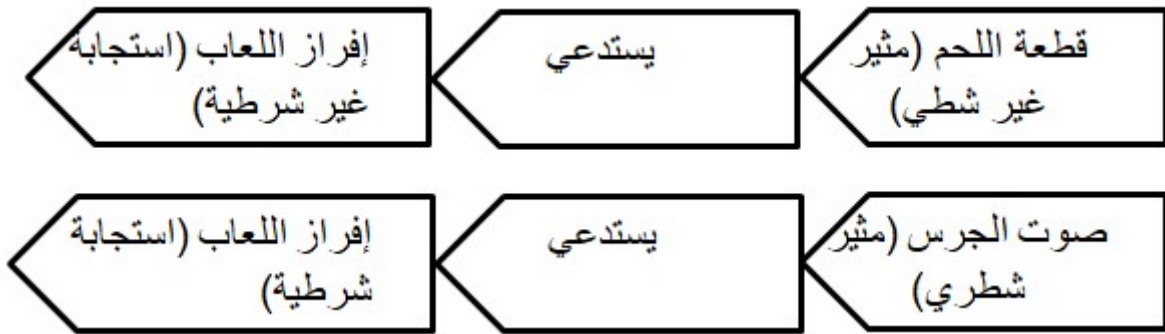 قطعة اللحم (مثير
غير شطي)
يستدعي
إفراز اللعاب (استجابة
غير شرطية)
صوت الجرس (مثير
شطري)
يستدعي
إفراز اللعاب (استجابة
شرطية)